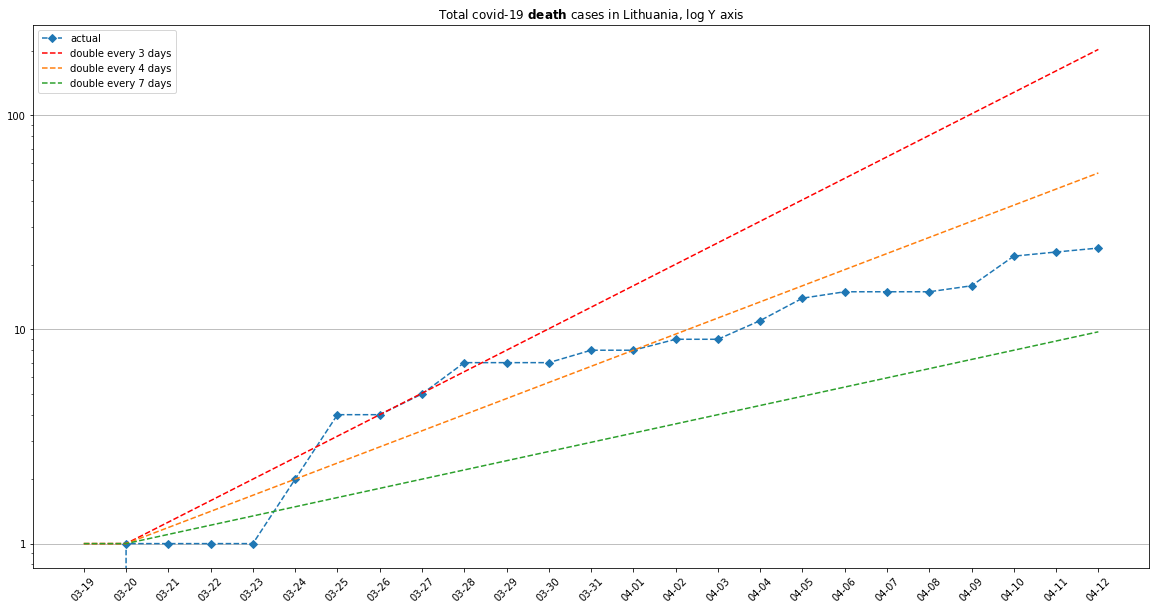 Total covid-19 death cases in Lithuania, log Y axis
actual
double every 3 days
double every 4 days
double every 7 days
100
10
1
03-19 03-20 03-21 03-22 03-23 03-24 03-25 03-26 03-27 03-28 03-29 03-30 03-31 04-01 04-02 04-03 04-04 04-05 04-06 04-07 04-08 04-09 04-10 04-11 04-12